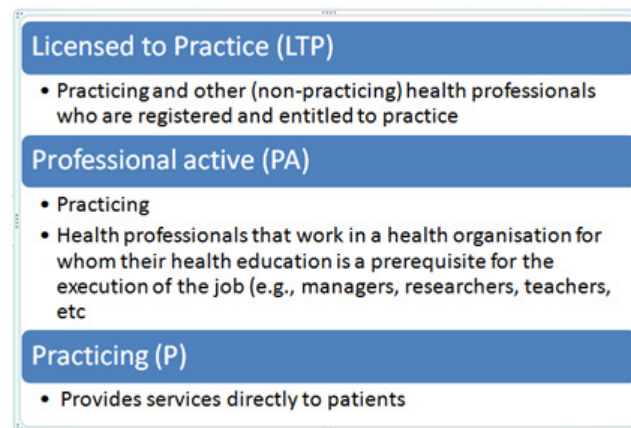 Licensed to Practice (LTP)
• Practicing and other (non-practicing) health professionals
who are registered and entitled to practice
Professional active (PA)
• Practicing
• Health professionals that work in a health organisation for
whom their health education is a prerequisite for the
execution of the job (e.g., managers, researchers, teachers,
etc
Practicing (P)
• Provides services directly to patients